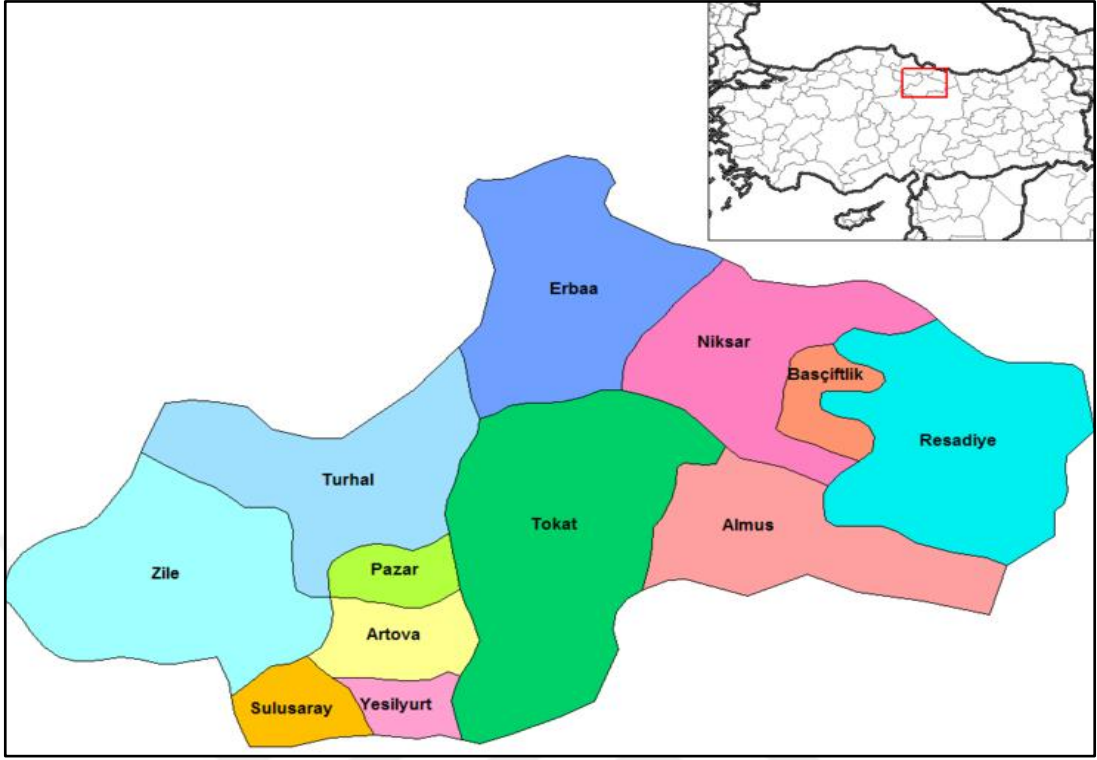 Erbaa
Niksar
Basçiftlik
Resadiye
Turhal
Tokat
Almus
Zile
Pazar
Artova
Sulusaray
Yesilyurt